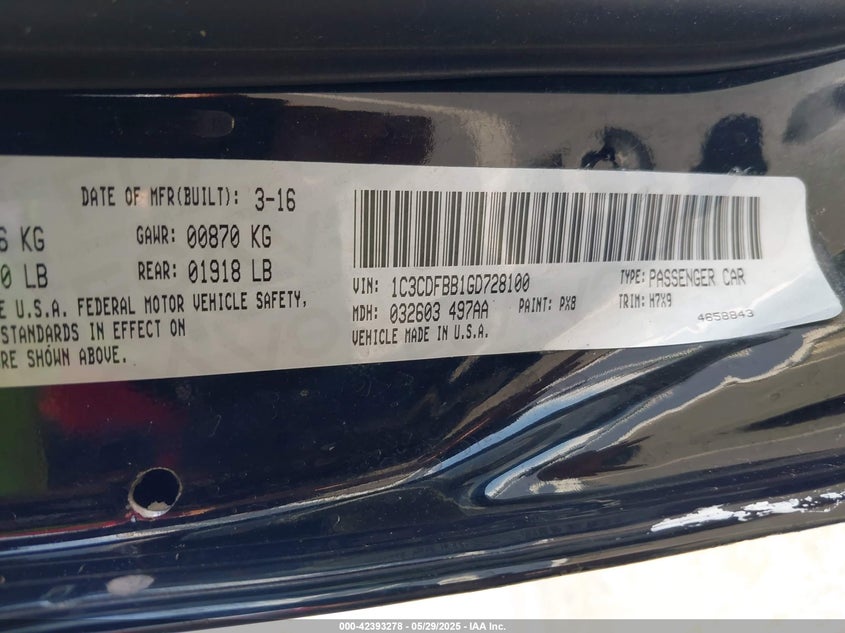 DATE OF MFR(BUILT): 3-16
KG GAWR: 00870 KG
0 LB REAR: 01918 LB
U.S.A. FEDERAL MOTOR VEHICLE SAFETY,
STANDARDS IN EFFECT ON
RE SHOWN ABOVE.
VIN: 1C3CDFBB1GD728100 TYPE: PASSENGER CAR
MDH: 032603 497AA PAINT: PX8 TRIM: H7X9
VEHICLE MADE IN U.S.A. 4658843
000-42393278 - 05/29/2025 - IAA Inc.